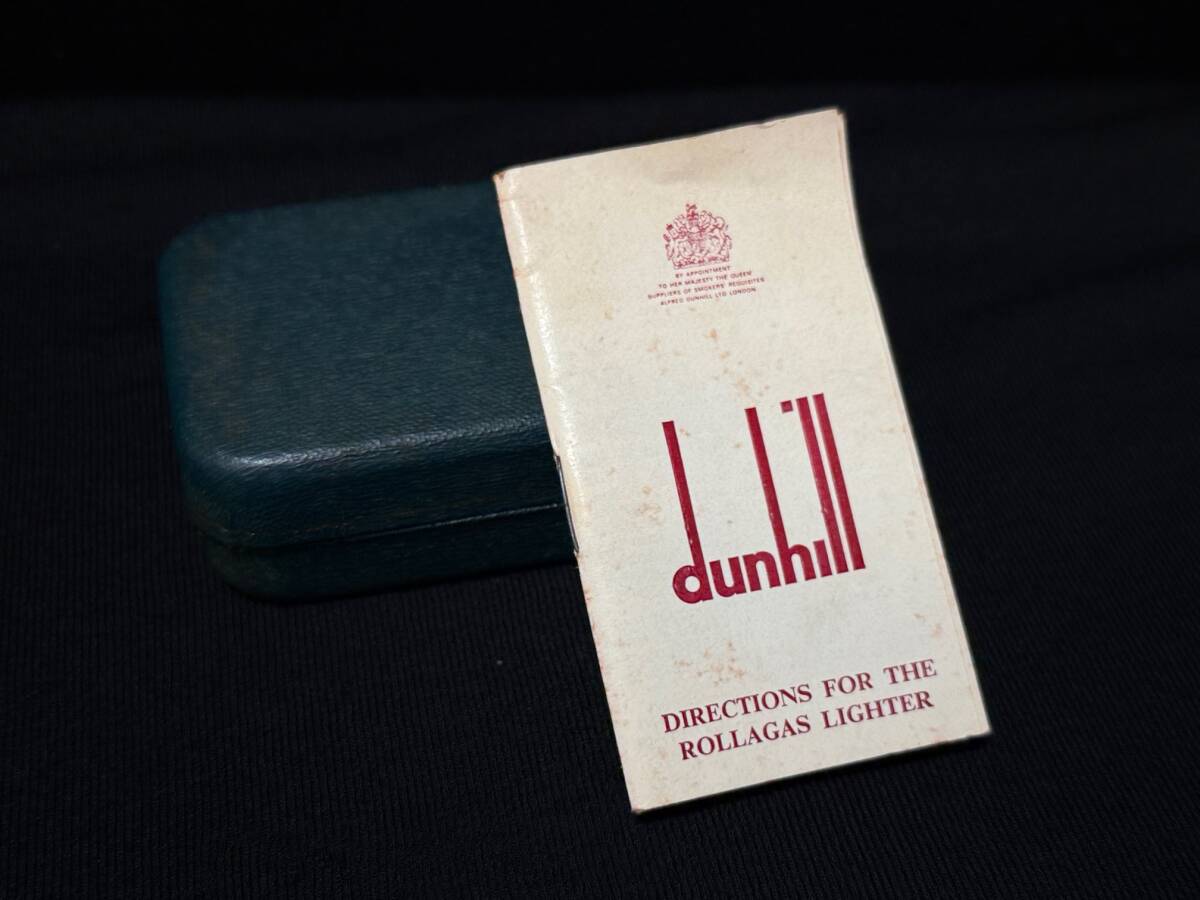 BY APPOINTMENT
TO HER MAJESTY THE QUEEN
SUPPLIERS OF SMOKERS' REQUISITES
ALFRED DUNHILL LTD LONDON
dunhill
DIRECTIONS FOR THE
ROLLAGAS LIGHTER